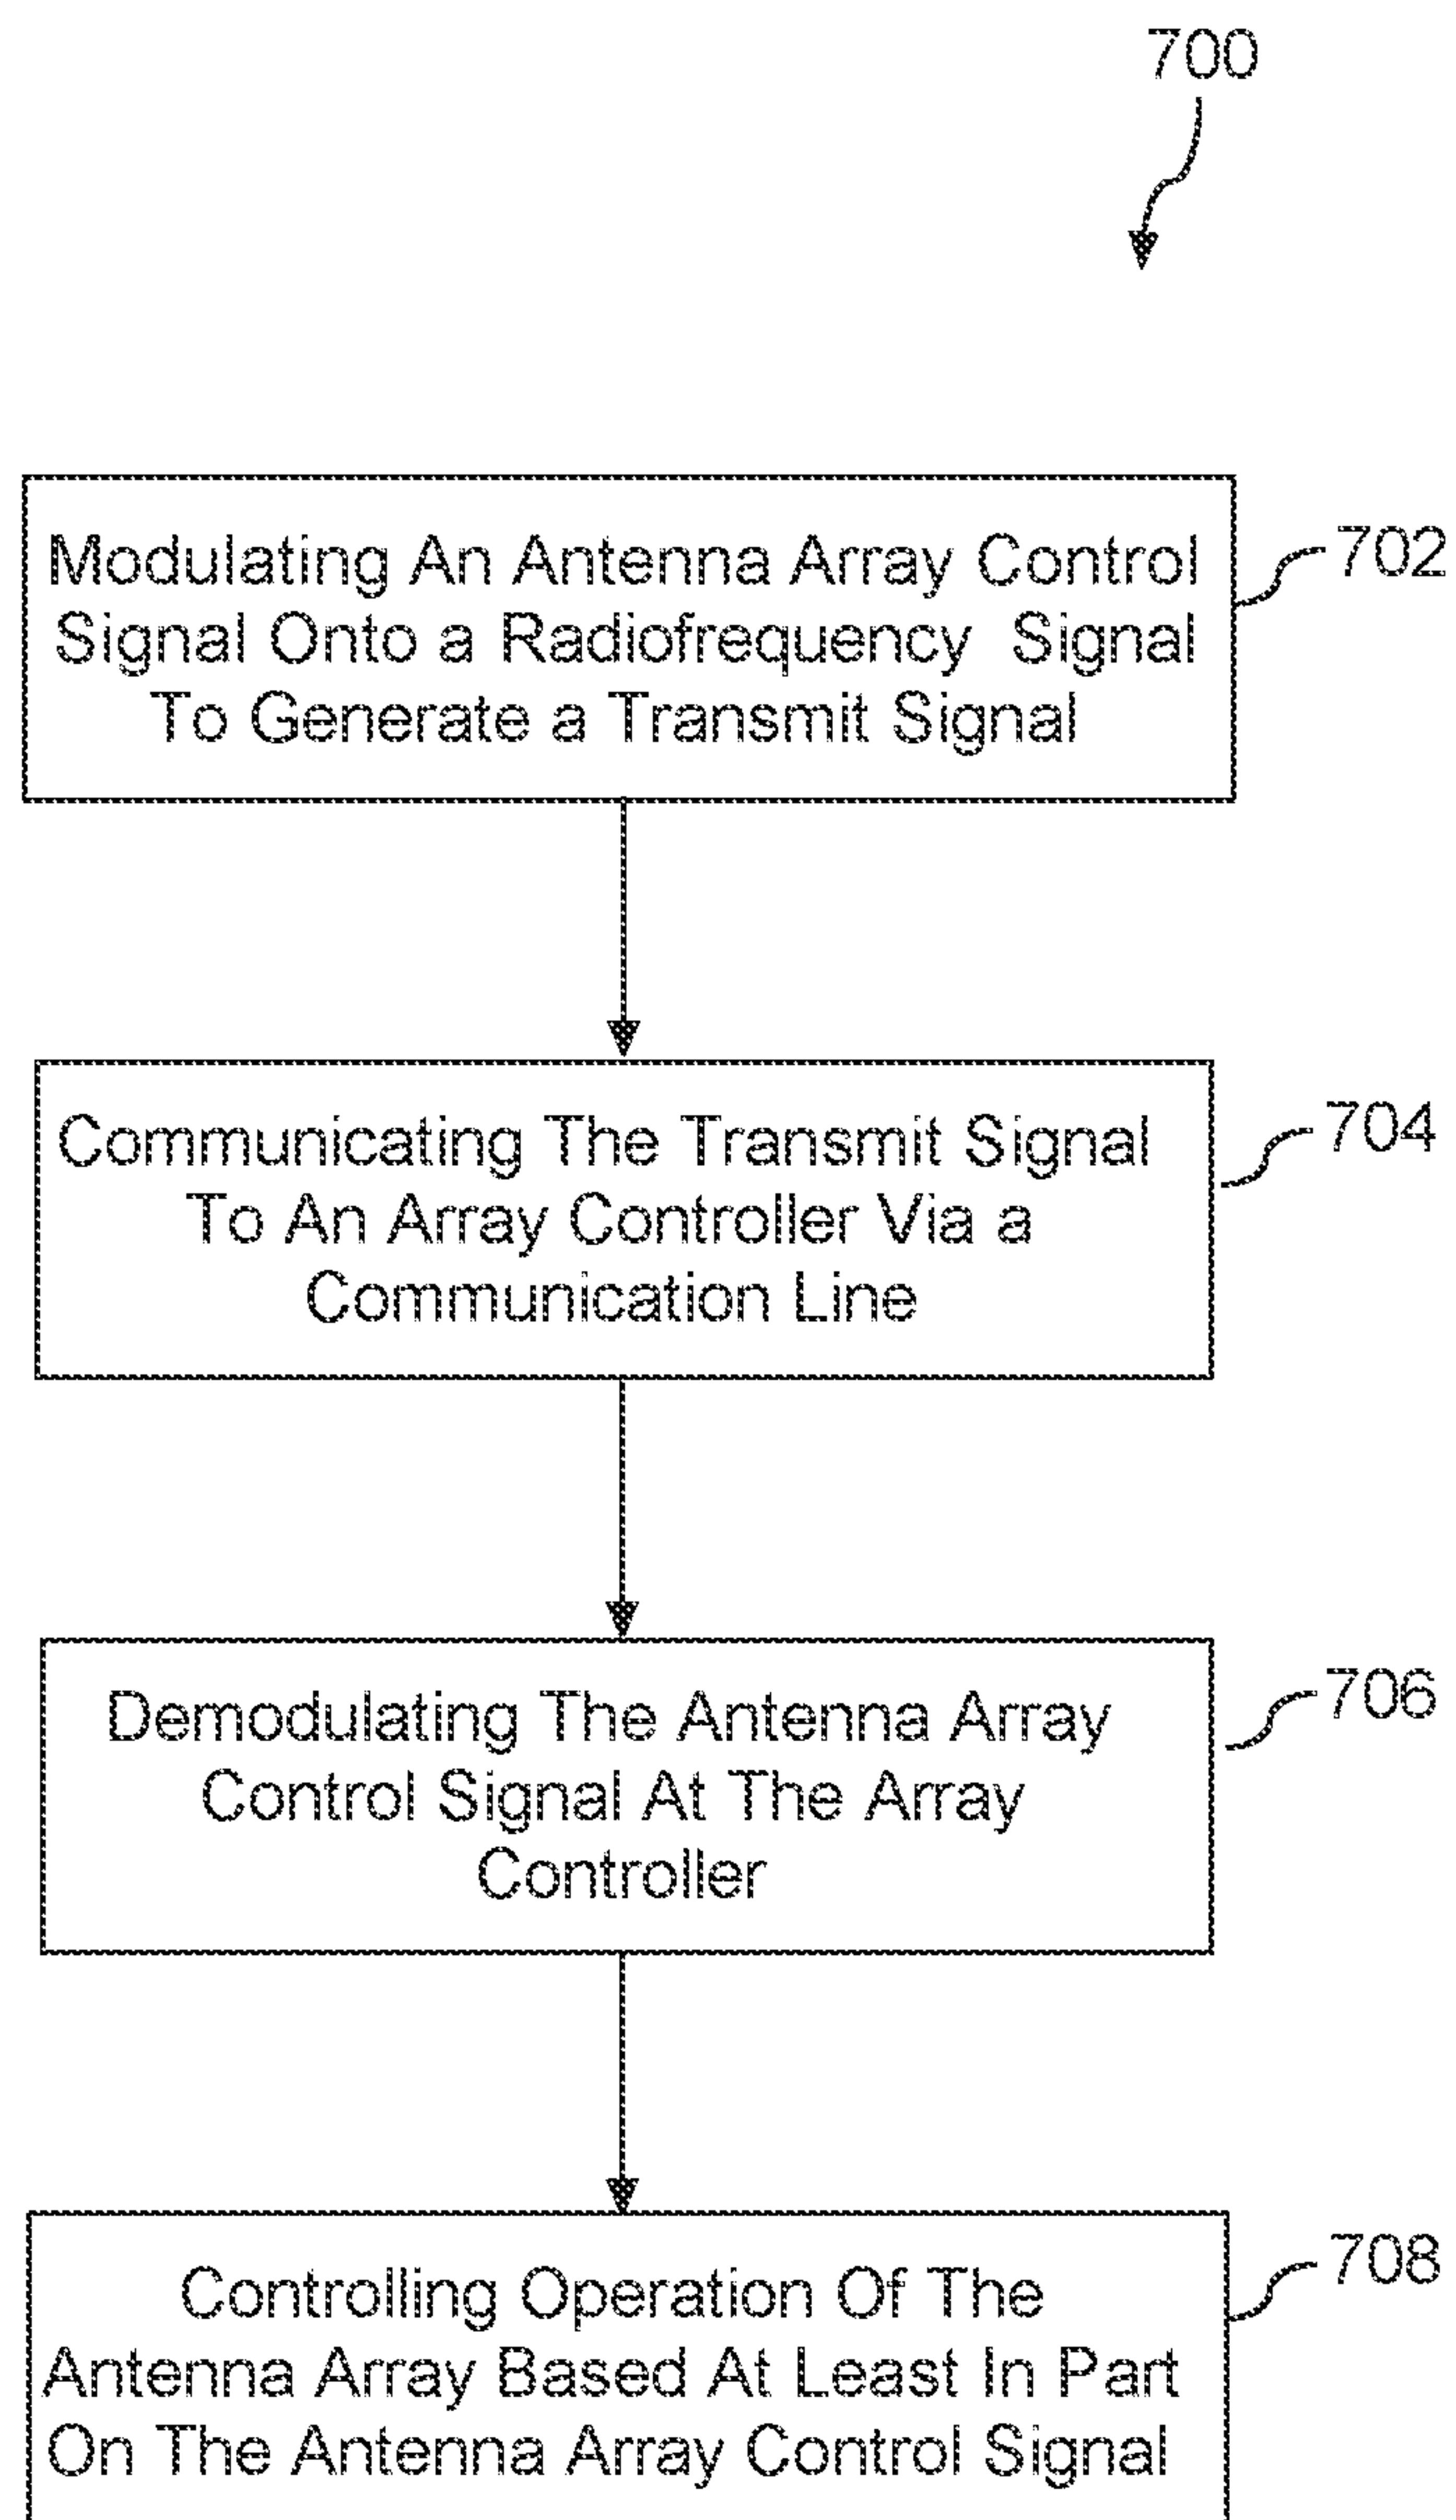 700
Modulating An Antenna Array Control
Signal Onto a Radiofrequency Signal
To Generate a Transmit Signal
702
Communicating The Transmit Signal
To An Array Controller Via a
Communication Line
704
Demodulating The Antenna Array
Control Signal At The Array
Controller
706
Controlling Operation Of The
Antenna Array Based At Least In Part
On The Antenna Array Control Signal
708